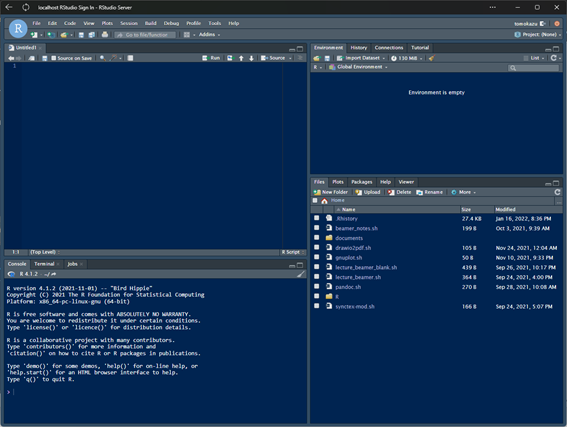 localhost RStudio Sign In - RStudio Server
File Edit Code View Plots Session Build Debug Profile Tools Help
tomokazu
Go to file/function
Addins
Project: (None)
Untitled1
Source on Save
Run
Source
1
1:1 (Top Level) R Script
Console Terminal Jobs
R 4.1.2 · ~/
R version 4.1.2 (2021-11-01) -- "Bird Hippie"
Copyright (C) 2021 The R Foundation for Statistical Computing
Platform: x86_64-pc-linux-gnu (64-bit)
R is free software and comes with ABSOLUTELY NO WARRANTY.
You are welcome to redistribute it under certain conditions.
Type 'license()' or 'licence()' for distribution details.
R is a collaborative project with many contributors.
Type 'contributors()' for more information and
'citation()' on how to cite R or R packages in publications.
Type 'demo()' for some demos, 'help()' for on-line help, or
'help.start()' for an HTML browser interface to help.
Type 'q()' to quit R.
>
Environment History Connections Tutorial
Import Dataset
130 MiB
List
R
Global Environment
Environment is empty
Files Plots Packages Help Viewer
New Folder Upload Delete Rename More
Home
Name Size Modified
.Rhistory 27.4 KB Jan 16, 2022, 8:36 PM
beamer_notes.sh 199 B Oct 3, 2021, 9:39 AM
documents
drawio2pdf.sh 105 B Nov 24, 2021, 12:04 AM
gnuplot.sh 50 B Nov 10, 2021, 9:33 PM
lecture_beamer_blank.sh 439 B Sep 26, 2021, 10:17 PM
lecture_beamer.sh 364 B Sep 24, 2021, 4:00 PM
pandoc.sh 270 B Sep 28, 2021, 10:08 AM
R
synctex-mod.sh 166 B Sep 24, 2021, 5:07 PM